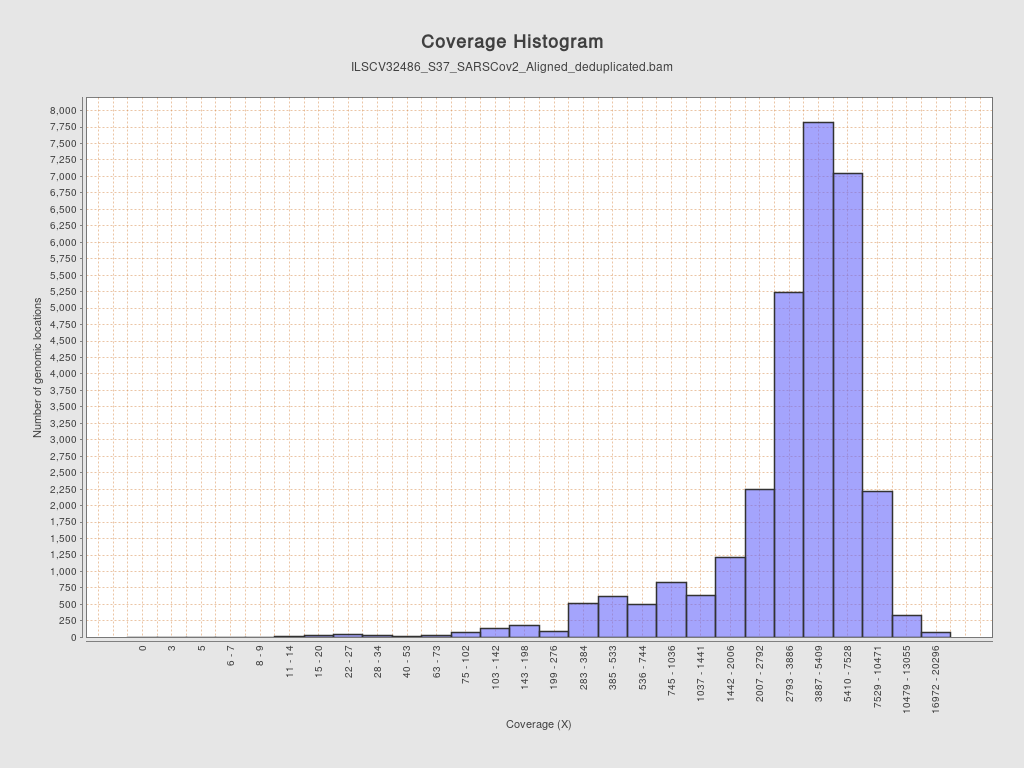 Coverage Histogram
ILSCV32486_S37_SARSCov2_Aligned_deduplicated.bam
8,000
7,750
7,500
7,250
7,000
6,750
6,500
6,250
6,000
5,750
5,500
5,250
5,000
4,750
4,500
4,250
4,000
3,750
3,500
3,250
3,000
2,750
2,500
2,250
2,000
1,750
1,500
1,250
1,000
750
500
250
0
Number of genomic locations
0
3
5
6 - 7
8 - 9
11 - 14
15 - 20
22 - 27
28 - 34
40 - 53
63 - 73
75 - 102
103 - 142
143 - 198
199 - 276
283 - 384
385 - 533
536 - 744
745 - 1036
1037 - 1441
1442 - 2006
2007 - 2792
2793 - 3886
3887 - 5409
5410 - 7528
7529 - 10471
10479 - 13055
16972 - 20296
Coverage (X)